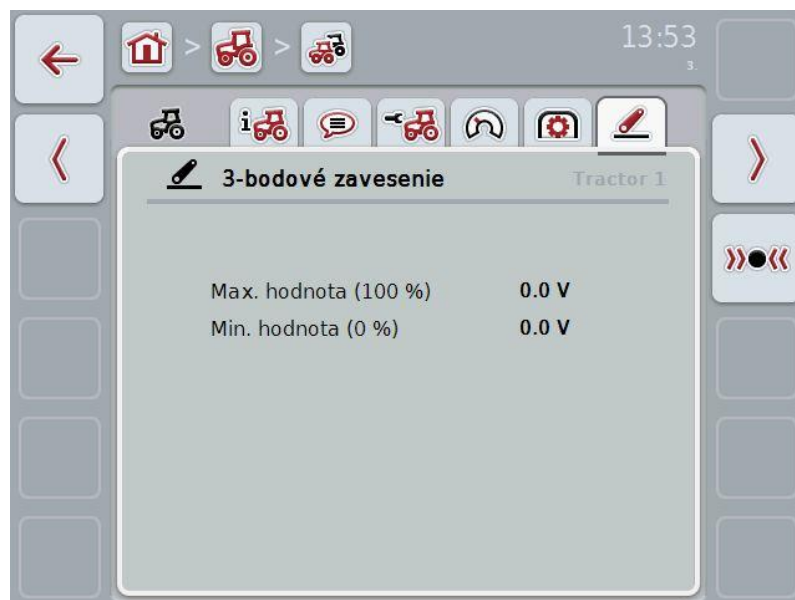 > >
13:53
3.
i
3-bodové zavesenie Tractor 1
Max. hodnota (100 %) 0.0 V
Min. hodnota (0 %) 0.0 V